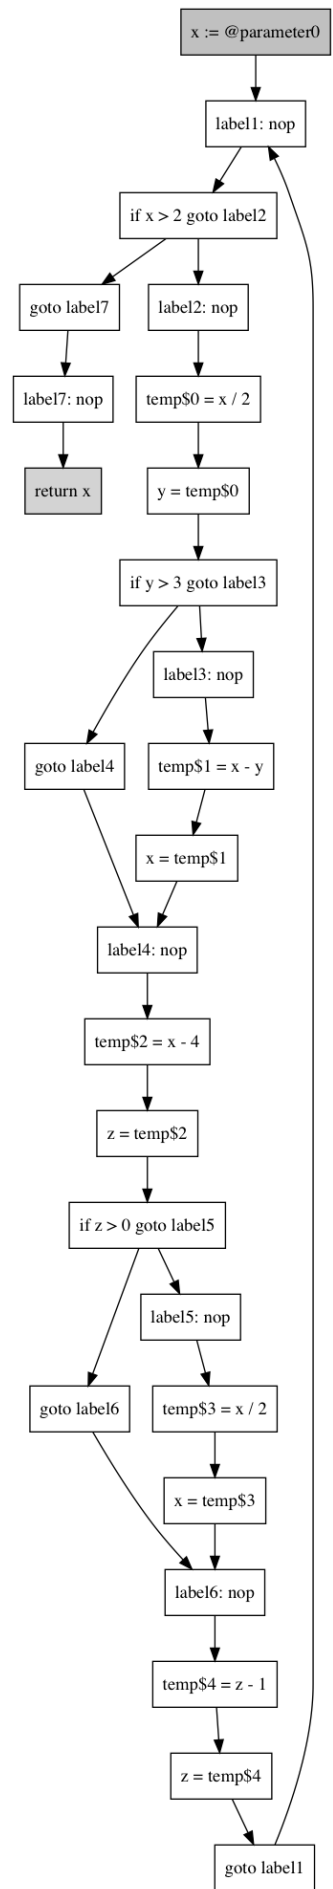 x := @parameter0
label1: nop
if x > 2 goto label2
goto label7
label2: nop
label7: nop
temp$0 = x / 2
return x
y = temp$0
if y > 3 goto label3
label3: nop
goto label4
temp$1 = x - y
x = temp$1
label4: nop
temp$2 = x - 4
z = temp$2
if z > 0 goto label5
label5: nop
goto label6
temp$3 = x / 2
x = temp$3
label6: nop
temp$4 = z - 1
z = temp$4
goto label1